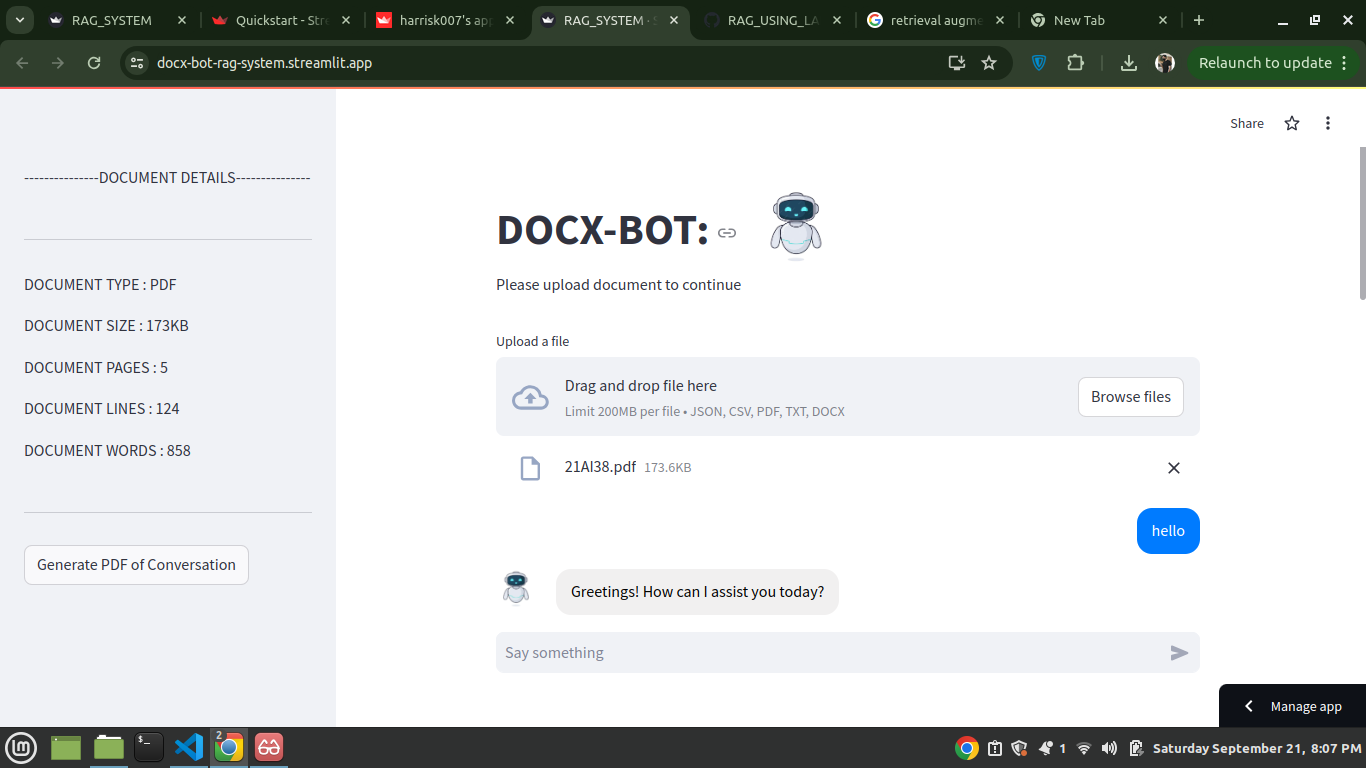 RAG_SYSTEM
Quickstart - Stre
harrisk007's app
RAG_SYSTEM · S
RAG_USING_LA
retrieval augme
New Tab
docx-bot-rag-system.streamlit.app
Relaunch to update
Share
---------------DOCUMENT DETAILS---------------
DOCUMENT TYPE : PDF
DOCUMENT SIZE : 173KB
DOCUMENT PAGES : 5
DOCUMENT LINES : 124
DOCUMENT WORDS : 858
Generate PDF of Conversation
DOCX-BOT:
Please upload document to continue
Upload a file
Drag and drop file here
Limit 200MB per file • JSON, CSV, PDF, TXT, DOCX
Browse files
21AI38.pdf 173.6KB
hello
Greetings! How can I assist you today?
Say something
Manage app
2
$_
1
Saturday September 21, 8:07 PM